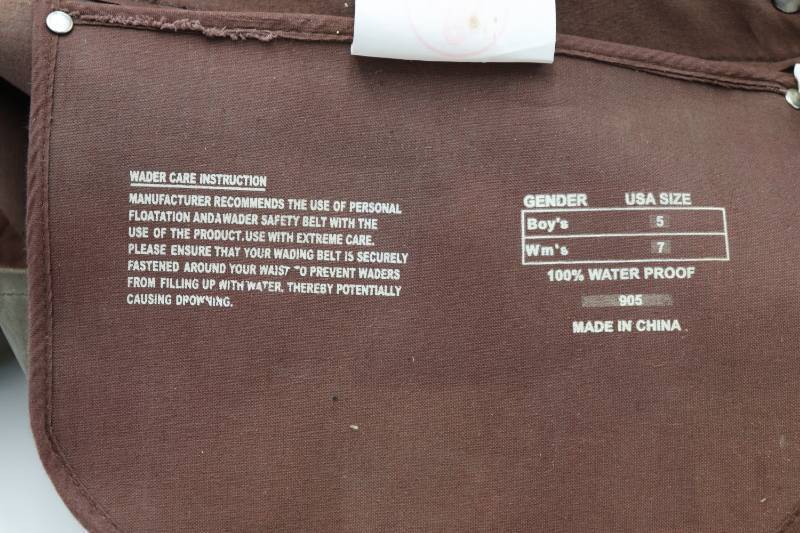 WADER CARE INSTRUCTION
MANUFACTURER RECOMMENDS THE USE OF PERSONAL
FLOATATION ANDAWADER SAFETY BELT WITH THE
USE OF THE PRODUCT.USE WITH EXTREME CARE.
PLEASE ENSURE THAT YOUR WADING BELT IS SECURELY
FASTENED AROUND YOUR WAIST TO PREVENT WADERS
FROM FILLING UP WITH WATER, THEREBY POTENTIALLY
CAUSING DROWNING.
GENDER USA SIZE
Boy's 5
Wm's 7
100% WATER PROOF
905
MADE IN CHINA